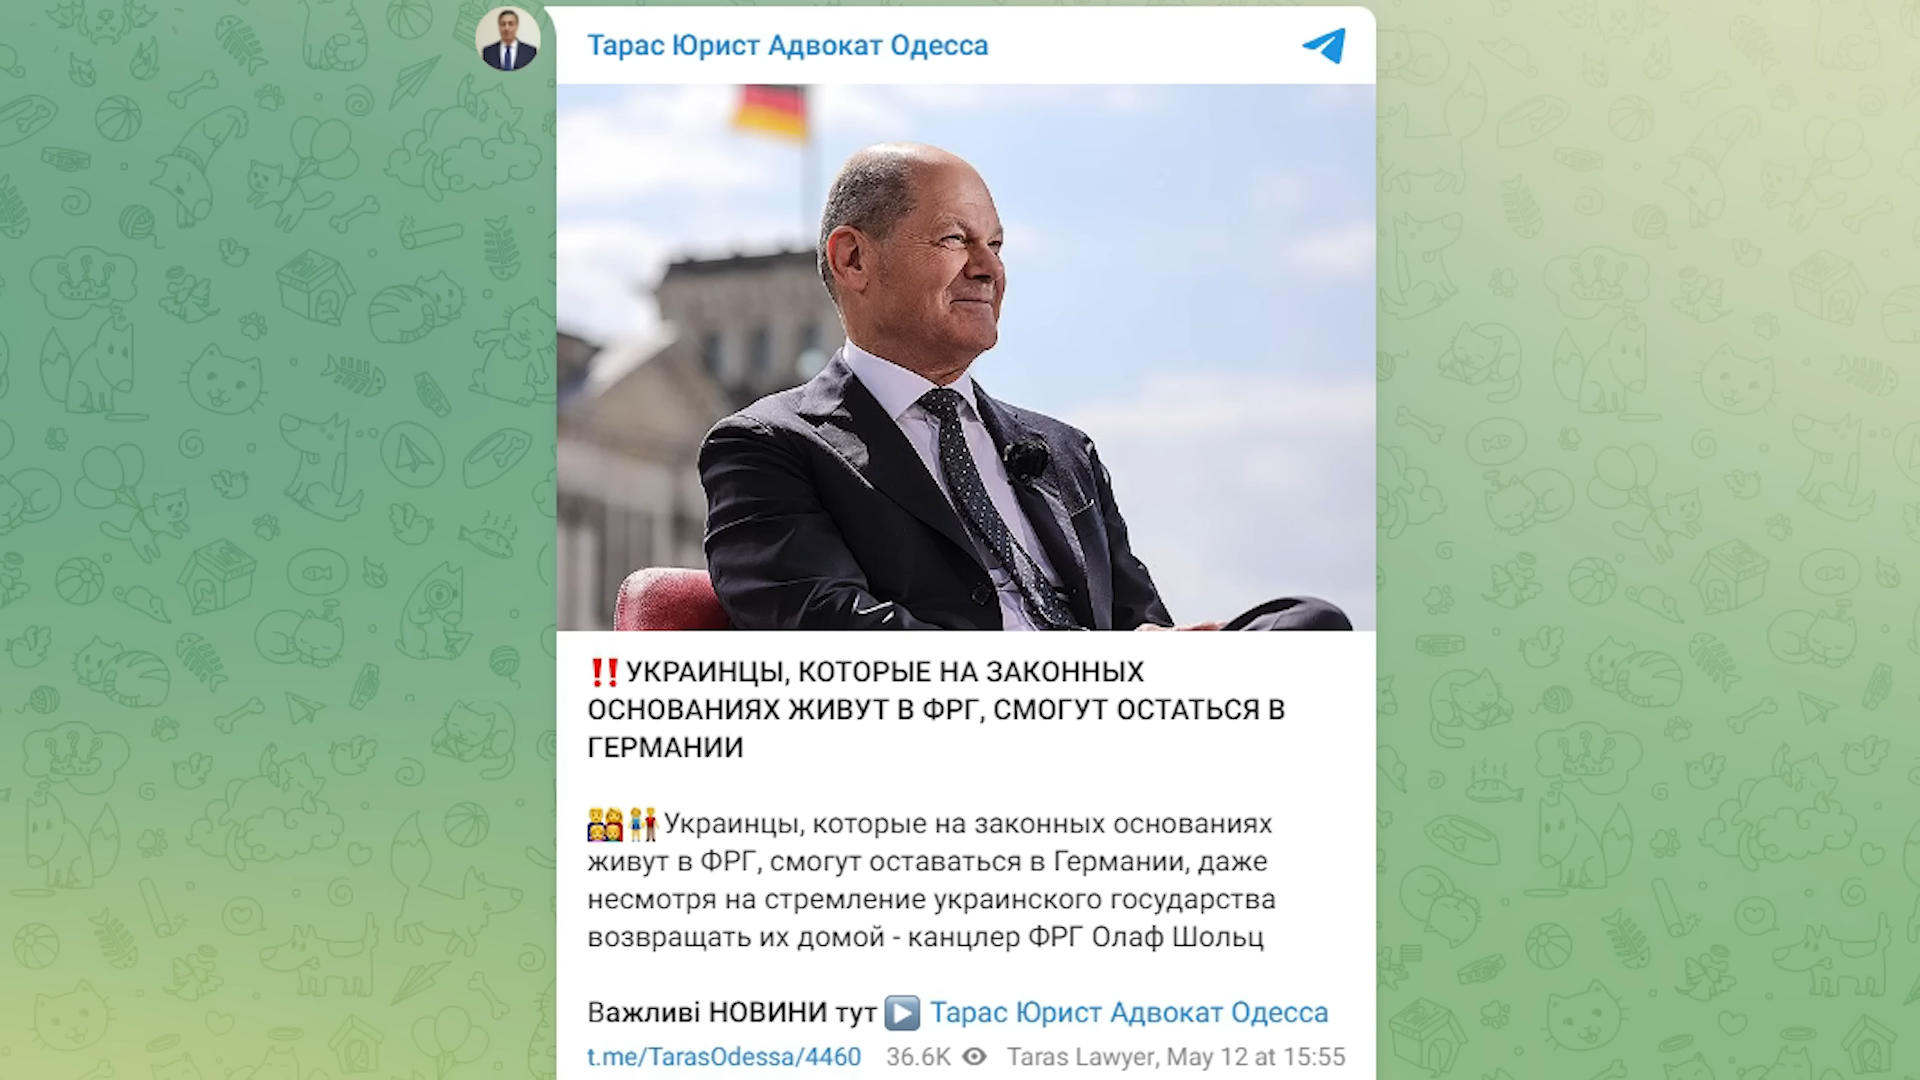 Тарас Юрист Адвокат Одесса
‼️УКРАИНЦЫ, КОТОРЫЕ НА ЗАКОННЫХ
ОСНОВАНИЯХ ЖИВУТ В ФРГ, СМОГУТ ОСТАТЬСЯ В
ГЕРМАНИИ
Украинцы, которые на законных основаниях
живут в ФРГ, смогут оставаться в Германии, даже
несмотря на стремление украинского государства
возвращать их домой - канцлер ФРГ Олаф Шольц
Важливі НОВИНИ тут ▶️ Тарас Юрист Адвокат Одесса
t.me/TarasOdessa/4460 36.6K Taras Lawyer, May 12 at 15:55